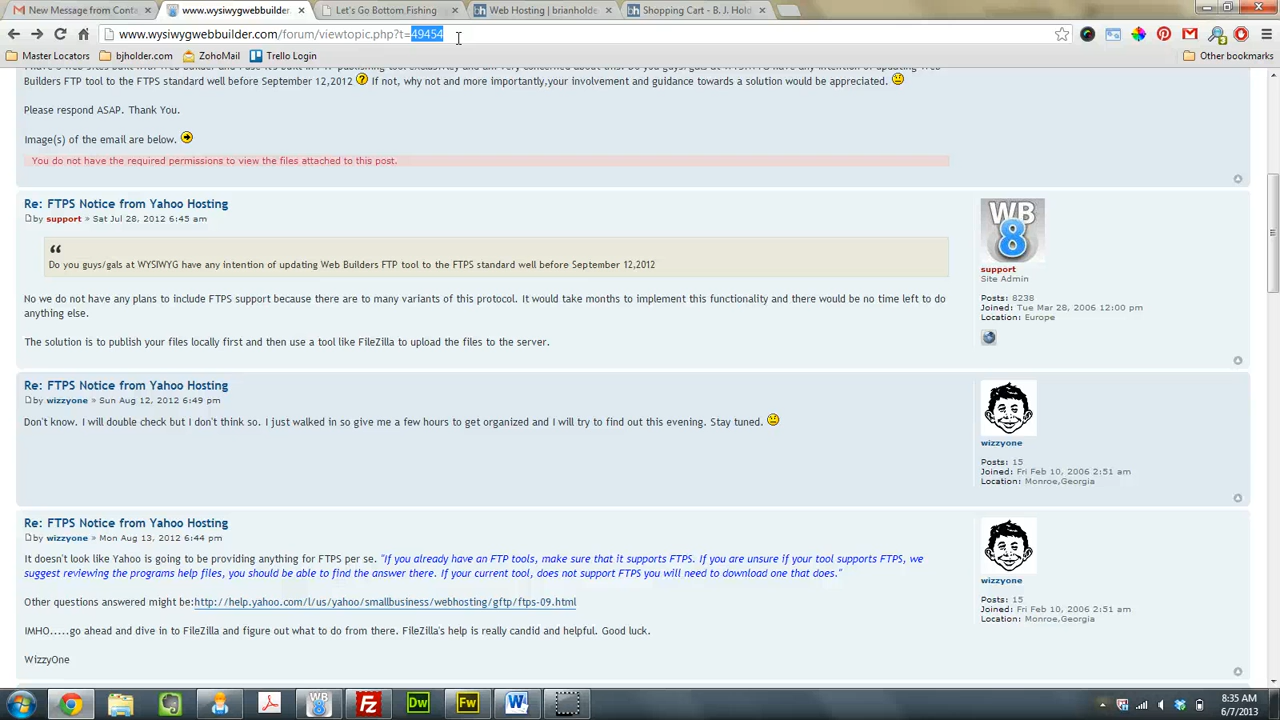 New Message from Conta
www.wysiwygwebbuilder.
Let's Go Bottom Fishing
Web Hosting | brianholde
Shopping Cart - B. J. Hold
www.wysiwygwebbuilder.com/forum/viewtopic.php?t=49454
Master Locators
bjholder.com
ZohoMail
Trello Login
Other bookmarks
Builders FTP tool to the FTPS standard well before September 12,2012 If not, why not and more importantly,your involvement and guidance towards a solution would be appreciated.
Please respond ASAP. Thank You.
Image(s) of the email are below.
You do not have the required permissions to view the files attached to this post.
Re: FTPS Notice from Yahoo Hosting
by support » Sat Jul 28, 2012 6:45 am
Do you guys/gals at WYSIWYG have any intention of updating Web Builders FTP tool to the FTPS standard well before September 12,2012
WB
8
support
Site Admin
Posts: 8238
Joined: Tue Mar 28, 2006 12:00 pm
Location: Europe
No we do not have any plans to include FTPS support because there are to many variants of this protocol. It would take months to implement this functionality and there would be no time left to do
anything else.
The solution is to publish your files locally first and then use a tool like FileZilla to upload the files to the server.
Re: FTPS Notice from Yahoo Hosting
by wizzyone » Sun Aug 12, 2012 6:49 pm
Don't know. I will double check but I don't think so. I just walked in so give me a few hours to get organized and I will try to find out this evening. Stay tuned.
wizzyone
Posts: 15
Joined: Fri Feb 10, 2006 2:51 am
Location: Monroe,Georgia
Re: FTPS Notice from Yahoo Hosting
by wizzyone » Mon Aug 13, 2012 6:44 pm
It doesn't look like Yahoo is going to be providing anything for FTPS per se. "If you already have an FTP tools, make sure that it supports FTPS. If you are unsure if your tool supports FTPS, we
suggest reviewing the programs help files, you should be able to find the answer there. If your current tool, does not support FTPS you will need to download one that does."
Other questions answered might be:http://help.yahoo.com/l/us/yahoo/smallbusiness/webhosting/gftp/ftps-09.html
IMHO.....go ahead and dive in to FileZilla and figure out what to do from there. FileZilla's help is really candid and helpful. Good luck.
WizzyOne
wizzyone
Posts: 15
Joined: Fri Feb 10, 2006 2:51 am
Location: Monroe,Georgia
WB
8
Fz
Dw
Fw
W
8:35 AM
6/7/2013